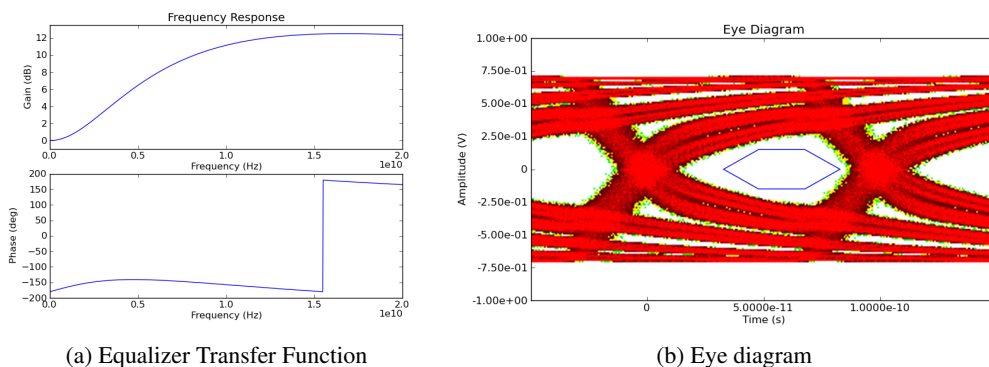 Frequency Response
12
10
8
6
4
2
0
Gain (dB)
0.0
0.5
1.0
1.5
2.0
1e10
Frequency (Hz)
200
150
100
50
0
−50
−100
−150
−200
Phase (deg)
0.0
0.5
1.0
1.5
2.0
1e10
Frequency (Hz)
(a) Equalizer Transfer Function
Eye Diagram
1.00e+00
7.50e-01
5.00e-01
2.50e-01
0
-2.50e-01
-5.00e-01
-7.50e-01
-1.00e+00
Amplitude (V)
0
5.0000e-11
1.0000e-10
Time (s)
(b) Eye diagram